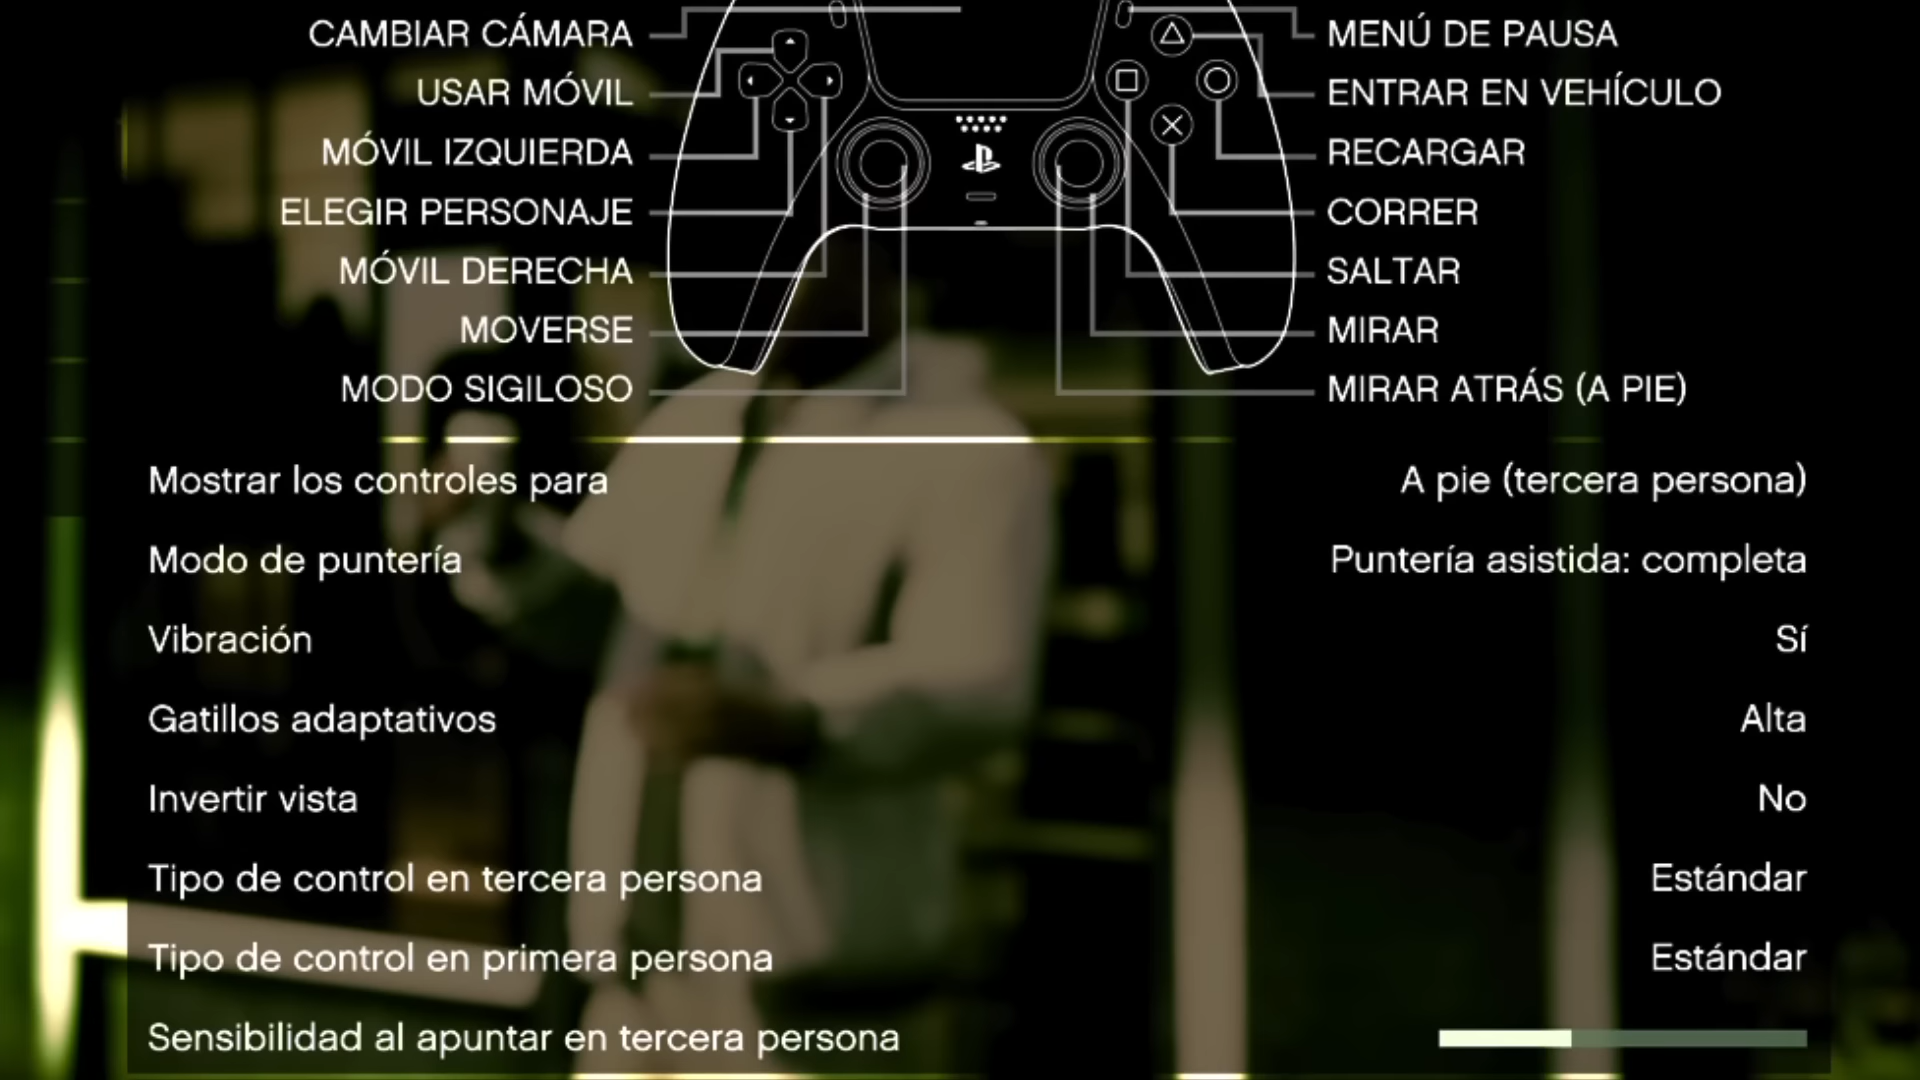 CAMBIAR CÁMARA
USAR MÓVIL
MÓVIL IZQUIERDA
ELEGIR PERSONAJE
MÓVIL DERECHA
MOVERSE
MODO SIGILOSO
MENÚ DE PAUSA
ENTRAR EN VEHÍCULO
RECARGAR
CORRER
SALTAR
MIRAR
MIRAR ATRÁS (A PIE)
Mostrar los controles para A pie (tercera persona)
Modo de puntería Puntería asistida: completa
Vibración Sí
Gatillos adaptativos Alta
Invertir vista No
Tipo de control en tercera persona Estándar
Tipo de control en primera persona Estándar
Sensibilidad al apuntar en tercera persona